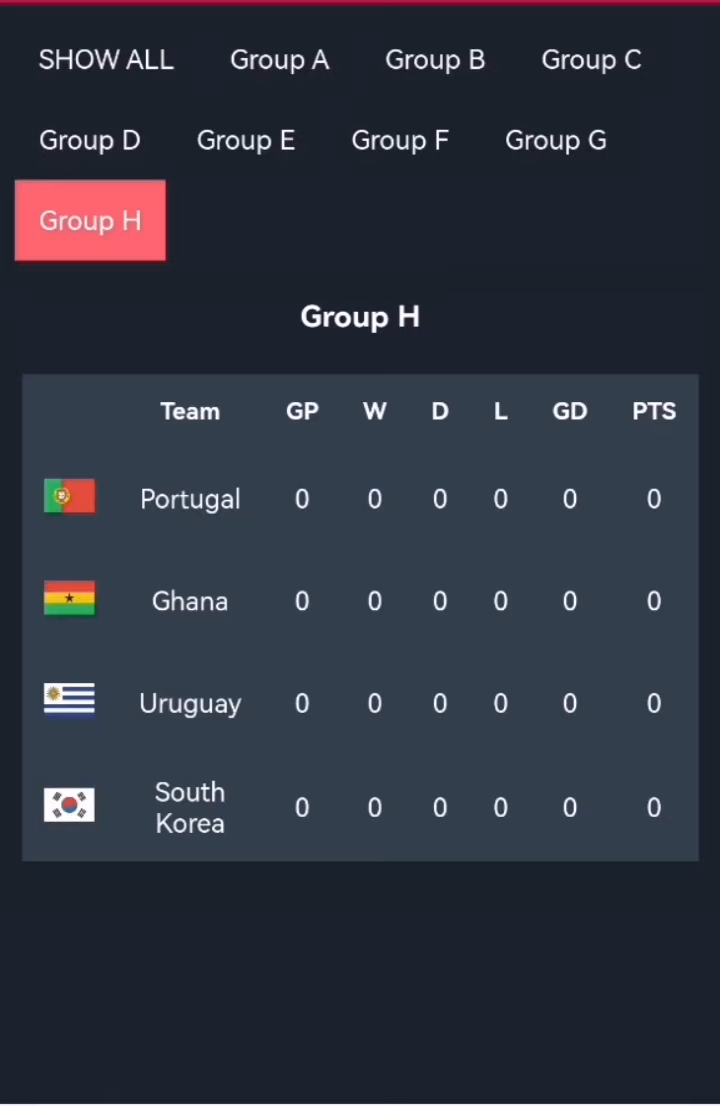 SHOW ALL Group A Group B Group C
Group D Group E Group F Group G
Group H
Group H
Team GP W D L GD PTS
Portugal 0 0 0 0 0 0
Ghana 0 0 0 0 0 0
Uruguay 0 0 0 0 0 0
South
Korea 0 0 0 0 0 0